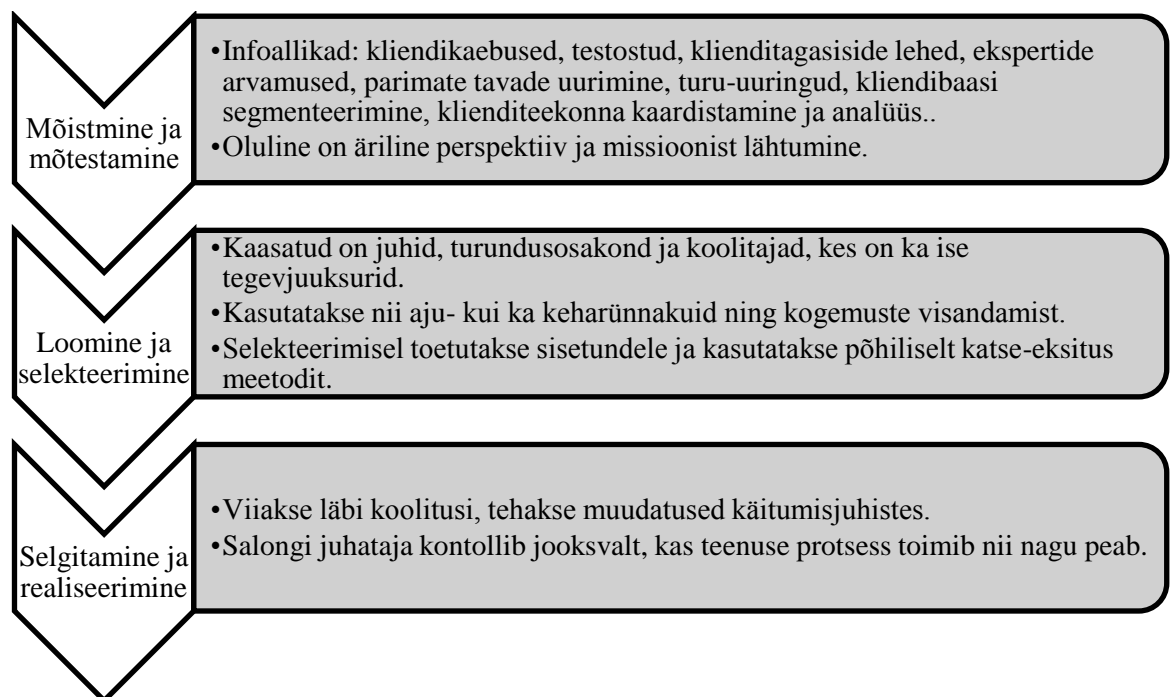 Mõistmine ja
mõtestamine
•Infoallikad: kliendikaebused, testostud, klienditagasiside lehed, ekspertide
arvamused, parimate tavade uurimine, turu-uuringud, kliendibaasi
segmenteerimine, klienditeekonna kaardistamine ja analüüs..
•Oluline on äriline perspektiiv ja missioonist lähtumine.
Loomine ja
selekteerimine
•Kaasatud on juhid, turundusosakond ja koolitajad, kes on ka ise
tegevjuuksurid.
•Kasutatakse nii aju- kui ka keharünnakuid ning kogemuste visandamist.
•Selekteerimisel toetutakse sisetundele ja kasutatakse põhiliselt katse-eksitus
meetodit.
Selgitamine ja
realiseerimine
•Viiakse läbi koolitusi, tehakse muudatused käitumisjuhistes.
•Salongi juhataja kontollib jooksvalt, kas teenuse protsess toimib nii nagu peab.